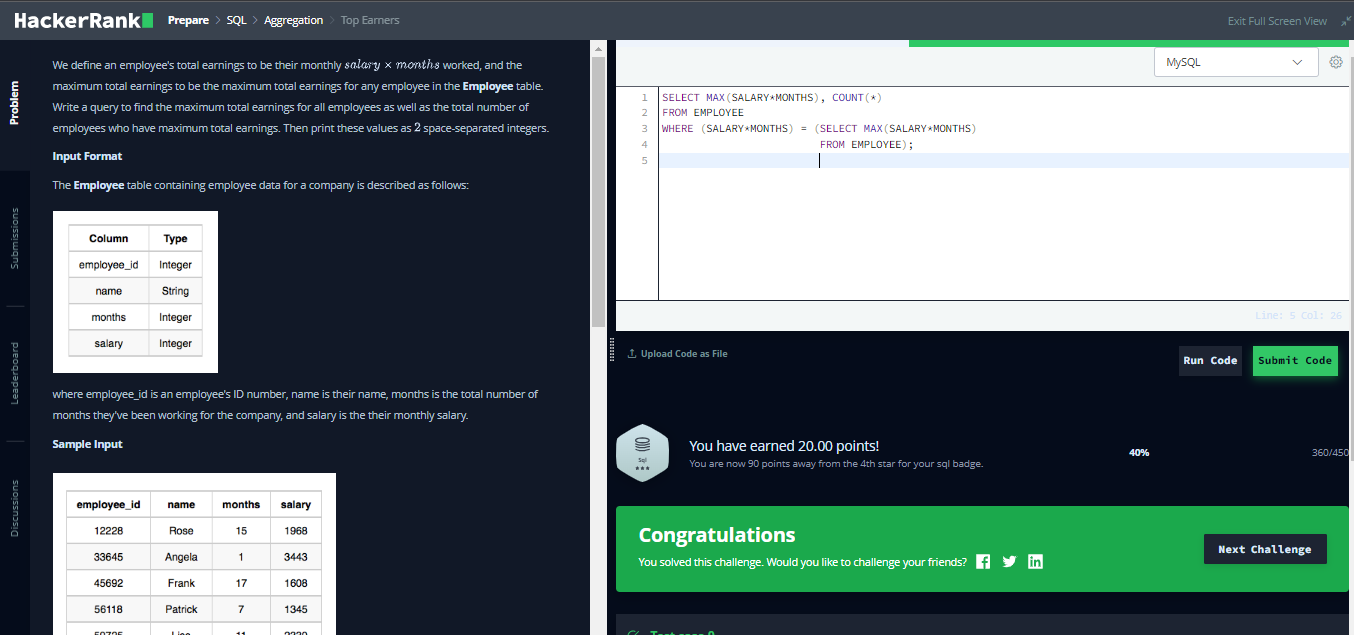 HackerRank
Prepare > SQL > Aggregation > Top Earners
Exit Full Screen View
Problem
Submissions
Leaderboard
Discussions
We define an employee's total earnings to be their monthly salary × months worked, and the
maximum total earnings to be the maximum total earnings for any employee in the Employee table.
Write a query to find the maximum total earnings for all employees as well as the total number of
employees who have maximum total earnings. Then print these values as 2 space-separated integers.
Input Format
The Employee table containing employee data for a company is described as follows:
Column Type
employee_id Integer
name String
months Integer
salary Integer
where employee_id is an employee's ID number, name is their name, months is the total number of
months they've been working for the company, and salary is the their monthly salary.
Sample Input
employee_id name months salary
12228 Rose 15 1968
33645 Angela 1 3443
45692 Frank 17 1608
56118 Patrick 7 1345
MySQL
1 SELECT MAX(SALARY*MONTHS), COUNT(*)
2 FROM EMPLOYEE
3 WHERE (SALARY*MONTHS) = (SELECT MAX(SALARY*MONTHS)
4 FROM EMPLOYEE);
5
Line: 5 Col: 26
Upload Code as File
Run Code
Submit Code
Sql
You have earned 20.00 points!
You are now 90 points away from the 4th star for your sql badge.
40%
360/450
Congratulations
You solved this challenge. Would you like to challenge your friends?
Next Challenge
Test case 0